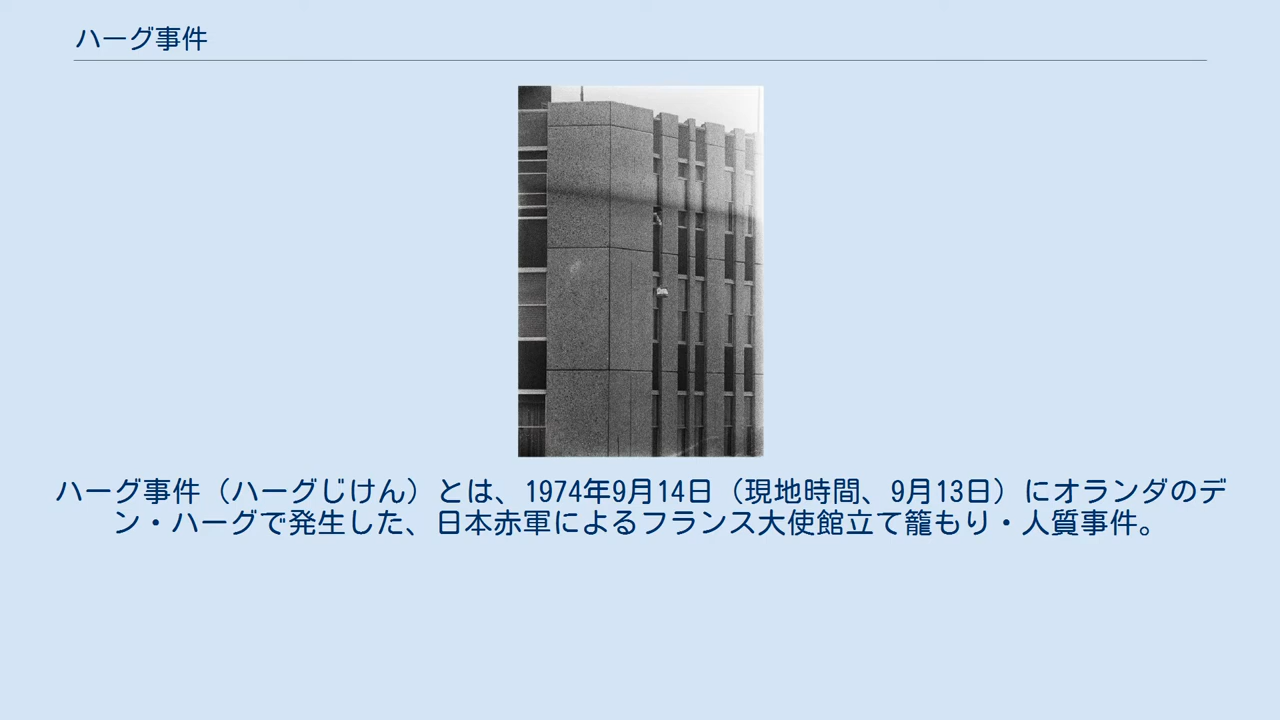 ハーグ事件
ハーグ事件（ハーグじけん）とは、1974年9月14日（現地時間、9月13日）にオランダのデ
ン・ハーグで発生した、日本赤軍によるフランス大使館立て籠もり・人質事件。